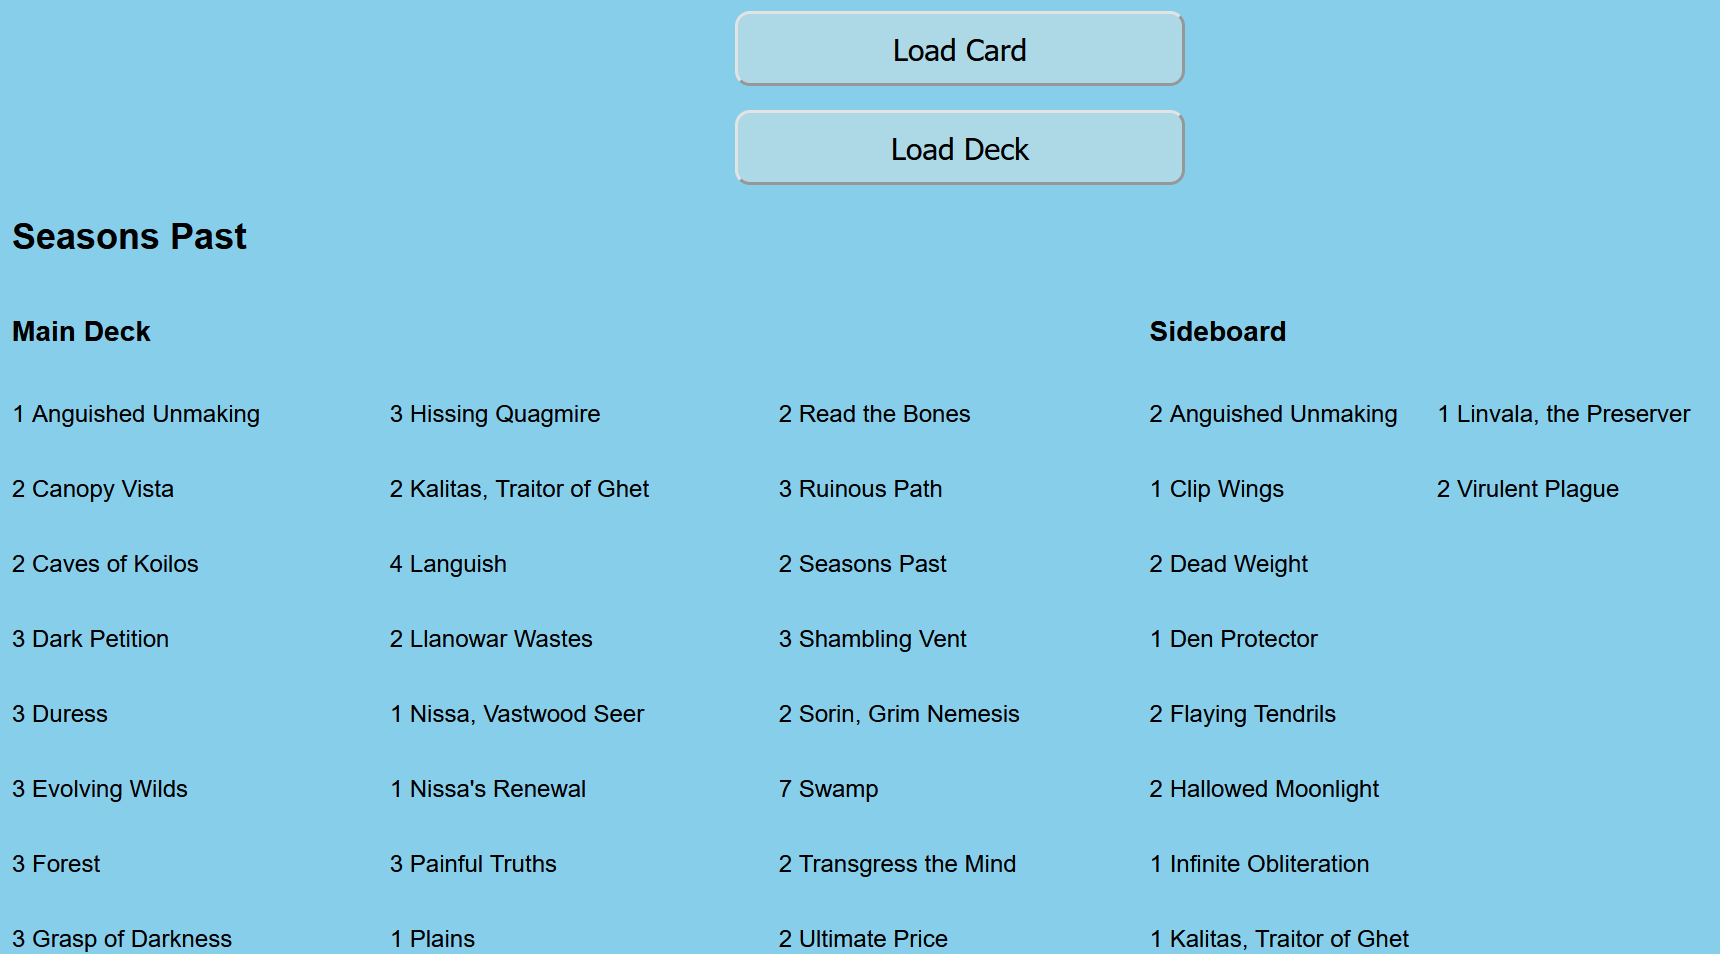 Load Card
Load Deck
Seasons Past
Main Deck
1 Anguished Unmaking
2 Canopy Vista
2 Caves of Koilos
3 Dark Petition
3 Duress
3 Evolving Wilds
3 Forest
3 Grasp of Darkness
3 Hissing Quagmire
2 Kalitas, Traitor of Ghet
4 Languish
2 Llanowar Wastes
1 Nissa, Vastwood Seer
1 Nissa's Renewal
3 Painful Truths
1 Plains
2 Read the Bones
3 Ruinous Path
2 Seasons Past
3 Shambling Vent
2 Sorin, Grim Nemesis
7 Swamp
2 Transgress the Mind
2 Ultimate Price
Sideboard
2 Anguished Unmaking
1 Clip Wings
2 Dead Weight
1 Den Protector
2 Flaying Tendrils
2 Hallowed Moonlight
1 Infinite Obliteration
1 Kalitas, Traitor of Ghet
1 Linvala, the Preserver
2 Virulent Plague